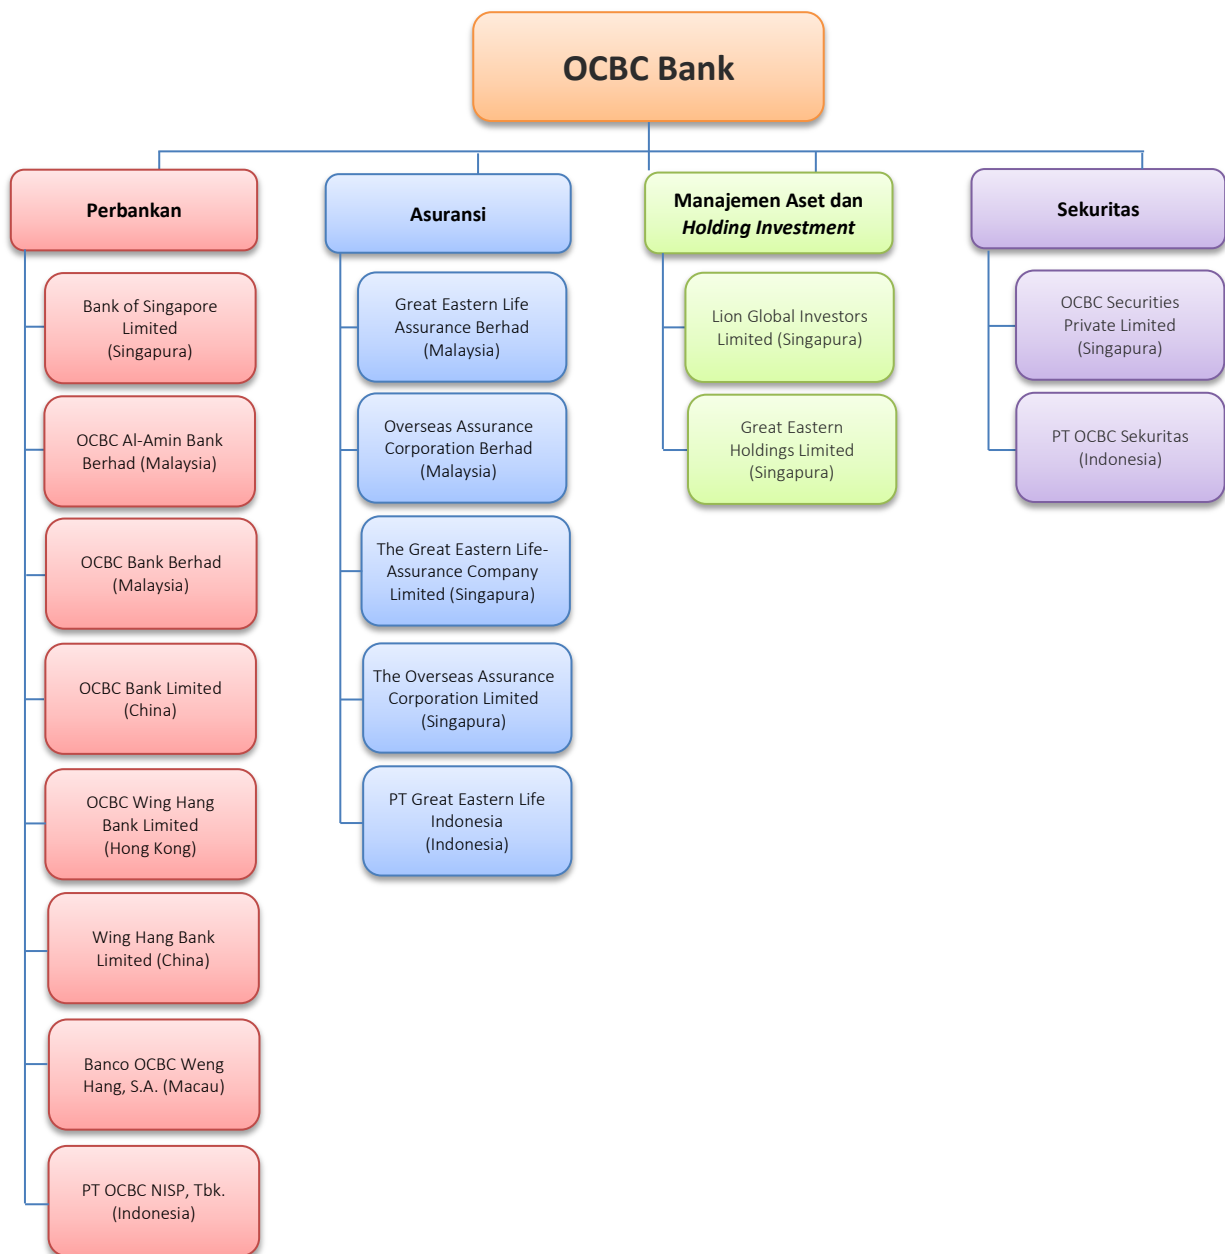 OCBC Bank
Perbankan
Bank of Singapore
Limited
(Singapura)
OCBC Al-Amin Bank
Berhad (Malaysia)
OCBC Bank Berhad
(Malaysia)
OCBC Bank Limited
(China)
OCBC Wing Hang
Bank Limited
(Hong Kong)
Wing Hang Bank
Limited (China)
Banco OCBC Weng
Hang, S.A. (Macau)
PT OCBC NISP, Tbk.
(Indonesia)
Asuransi
Great Eastern Life
Assurance Berhad
(Malaysia)
Overseas Assurance
Corporation Berhad
(Malaysia)
The Great Eastern Life-
Assurance Company
Limited (Singapura)
The Overseas Assurance
Corporation Limited
(Singapura)
PT Great Eastern Life
Indonesia
(Indonesia)
Manajemen Aset dan
Holding Investment
Lion Global Investors
Limited (Singapura)
Great Eastern
Holdings Limited
(Singapura)
Sekuritas
OCBC Securities
Private Limited
(Singapura)
PT OCBC Sekuritas
(Indonesia)